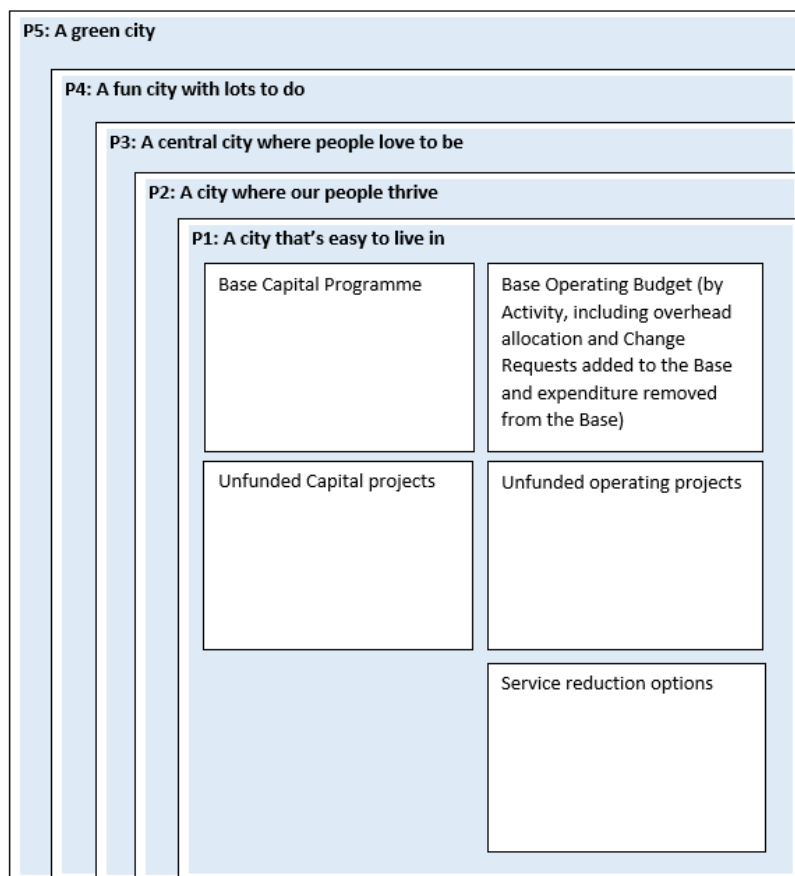 P5: A green city
P4: A fun city with lots to do
P3: A central city where people love to be
P2: A city where our people thrive
P1: A city that's easy to live in
Base Capital Programme
Base Operating Budget (by
Activity, including overhead
allocation and Change
Requests added to the Base
and expenditure removed
from the Base)
Unfunded Capital projects
Unfunded operating projects
Service reduction options